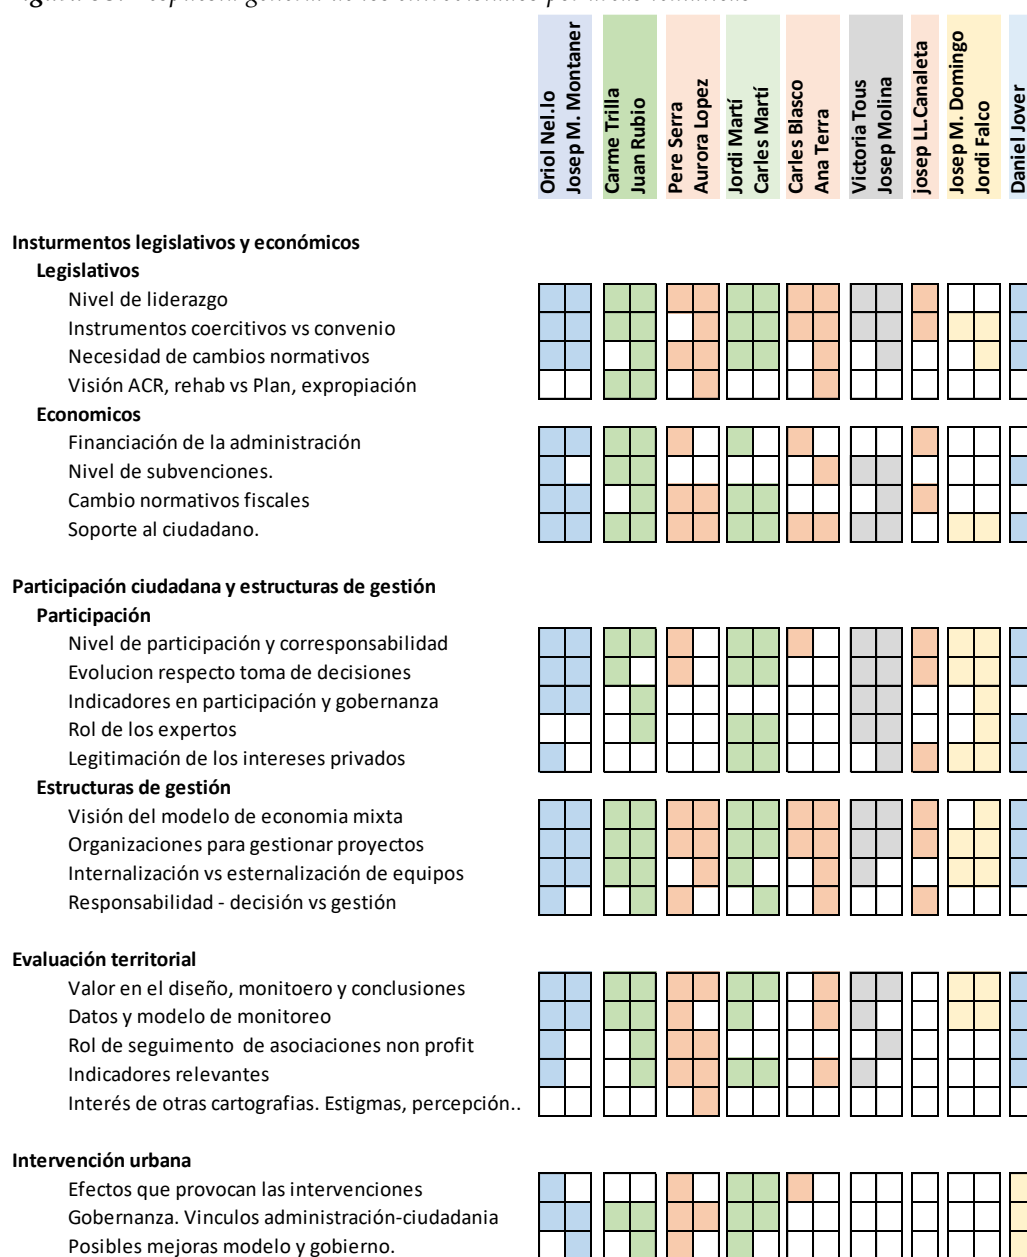 Oriol Nel.lo
Josep M. Montaner
Carme Trilla
Juan Rubio
Pere Serra
Aurora Lopez
Jordi Martí
Carles Martí
Carles Blasco
Ana Terra
Victoria Tous
Josep Molina
josep LL.Canaleta
Josep M. Domingo
Jordi Falco
Daniel Jover
Insturmentos legislativos y económicos
Legislativos
Nivel de liderazgo
Instrumentos coercitivos vs convenio
Necesidad de cambios normativos
Visión ACR, rehab vs Plan, expropiación
Economicos
Financiación de la administración
Nivel de subvenciones.
Cambio normativos fiscales
Soporte al ciudadano.
Participación ciudadana y estructuras de gestión
Participación
Nivel de participación y corresponsabilidad
Evolucion respecto toma de decisiones
Indicadores en participación y gobernanza
Rol de los expertos
Legitimación de los intereses privados
Estructuras de gestión
Visión del modelo de economia mixta
Organizaciones para gestionar proyectos
Internalización vs esternalización de equipos
Responsabilidad - decisión vs gestión
Evaluación territorial
Valor en el diseño, monitoero y conclusiones
Datos y modelo de monitoreo
Rol de seguimento de asociaciones non profit
Indicadores relevantes
Interés de otras cartografias. Estigmas, percepción..
Intervención urbana
Efectos que provocan las intervenciones
Gobernanza. Vinculos administración-ciudadania
Posibles mejoras modelo y gobierno.